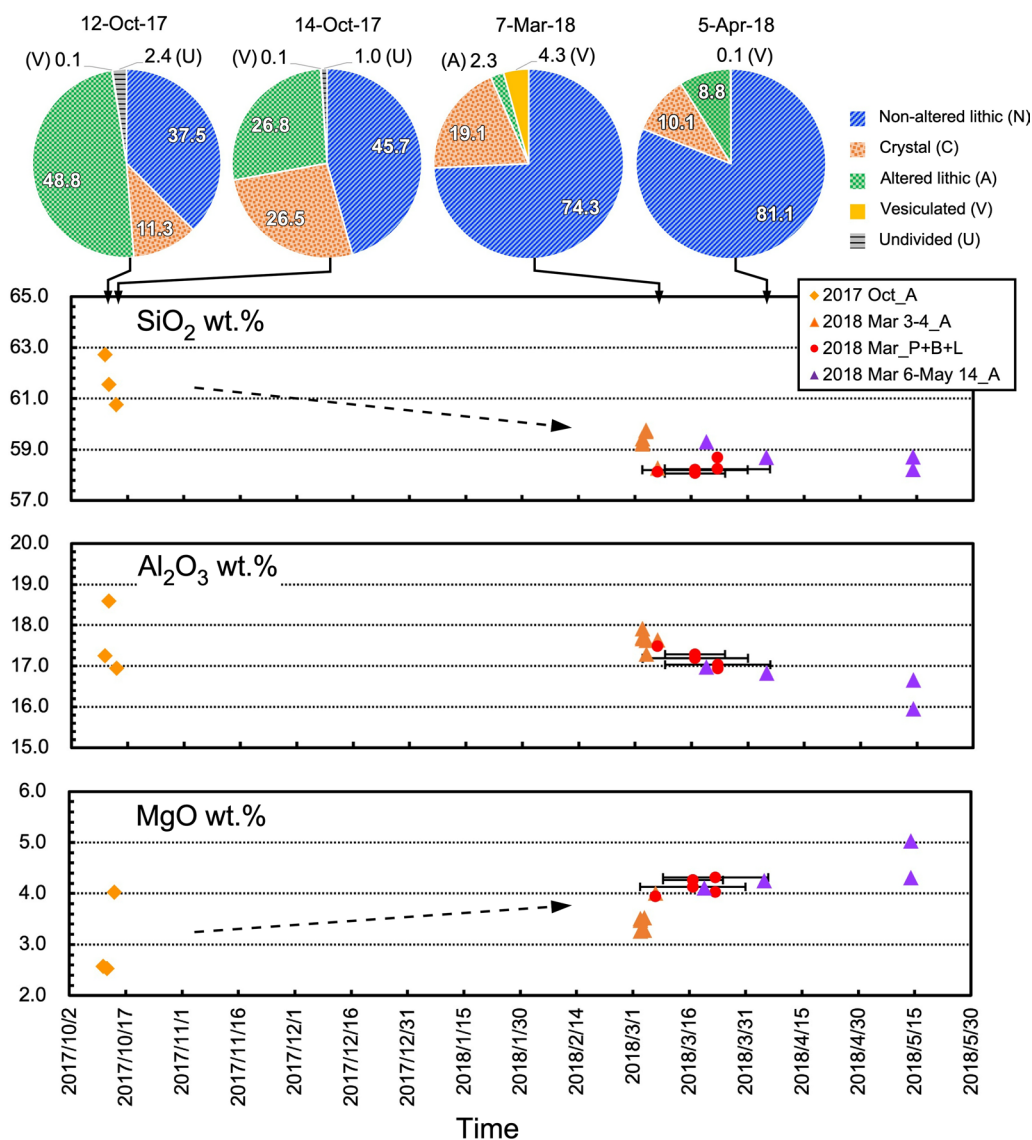 12-Oct-17 14-Oct-17 7-Mar-18 5-Apr-18
(V) 0.1 2.4 (U) (V) 0.1 1.0 (U) (A) 2.3 4.3 (V) 0.1 (V)
37.5 11.3 48.8
45.7 26.5 26.8
74.3 19.1
81.1 10.1 8.8
Non-altered lithic (N)
Crystal (C)
Altered lithic (A)
Vesiculated (V)
Undivided (U)
SiO₂ wt.%
65.0
63.0
61.0
59.0
57.0
2017 Oct_A
2018 Mar 3-4_A
2018 Mar_P+B+L
2018 Mar 6-May 14_A
Al₂O₃ wt.%
20.0
19.0
18.0
17.0
16.0
15.0
MgO wt.%
6.0
5.0
4.0
3.0
2.0
2017/10/2
2017/10/17
2017/11/1
2017/11/16
2017/12/1
2017/12/16
2017/12/31
2018/1/15
2018/1/30
2018/2/14
2018/3/1
2018/3/16
2018/3/31
2018/4/15
2018/4/30
2018/5/15
2018/5/30
Time